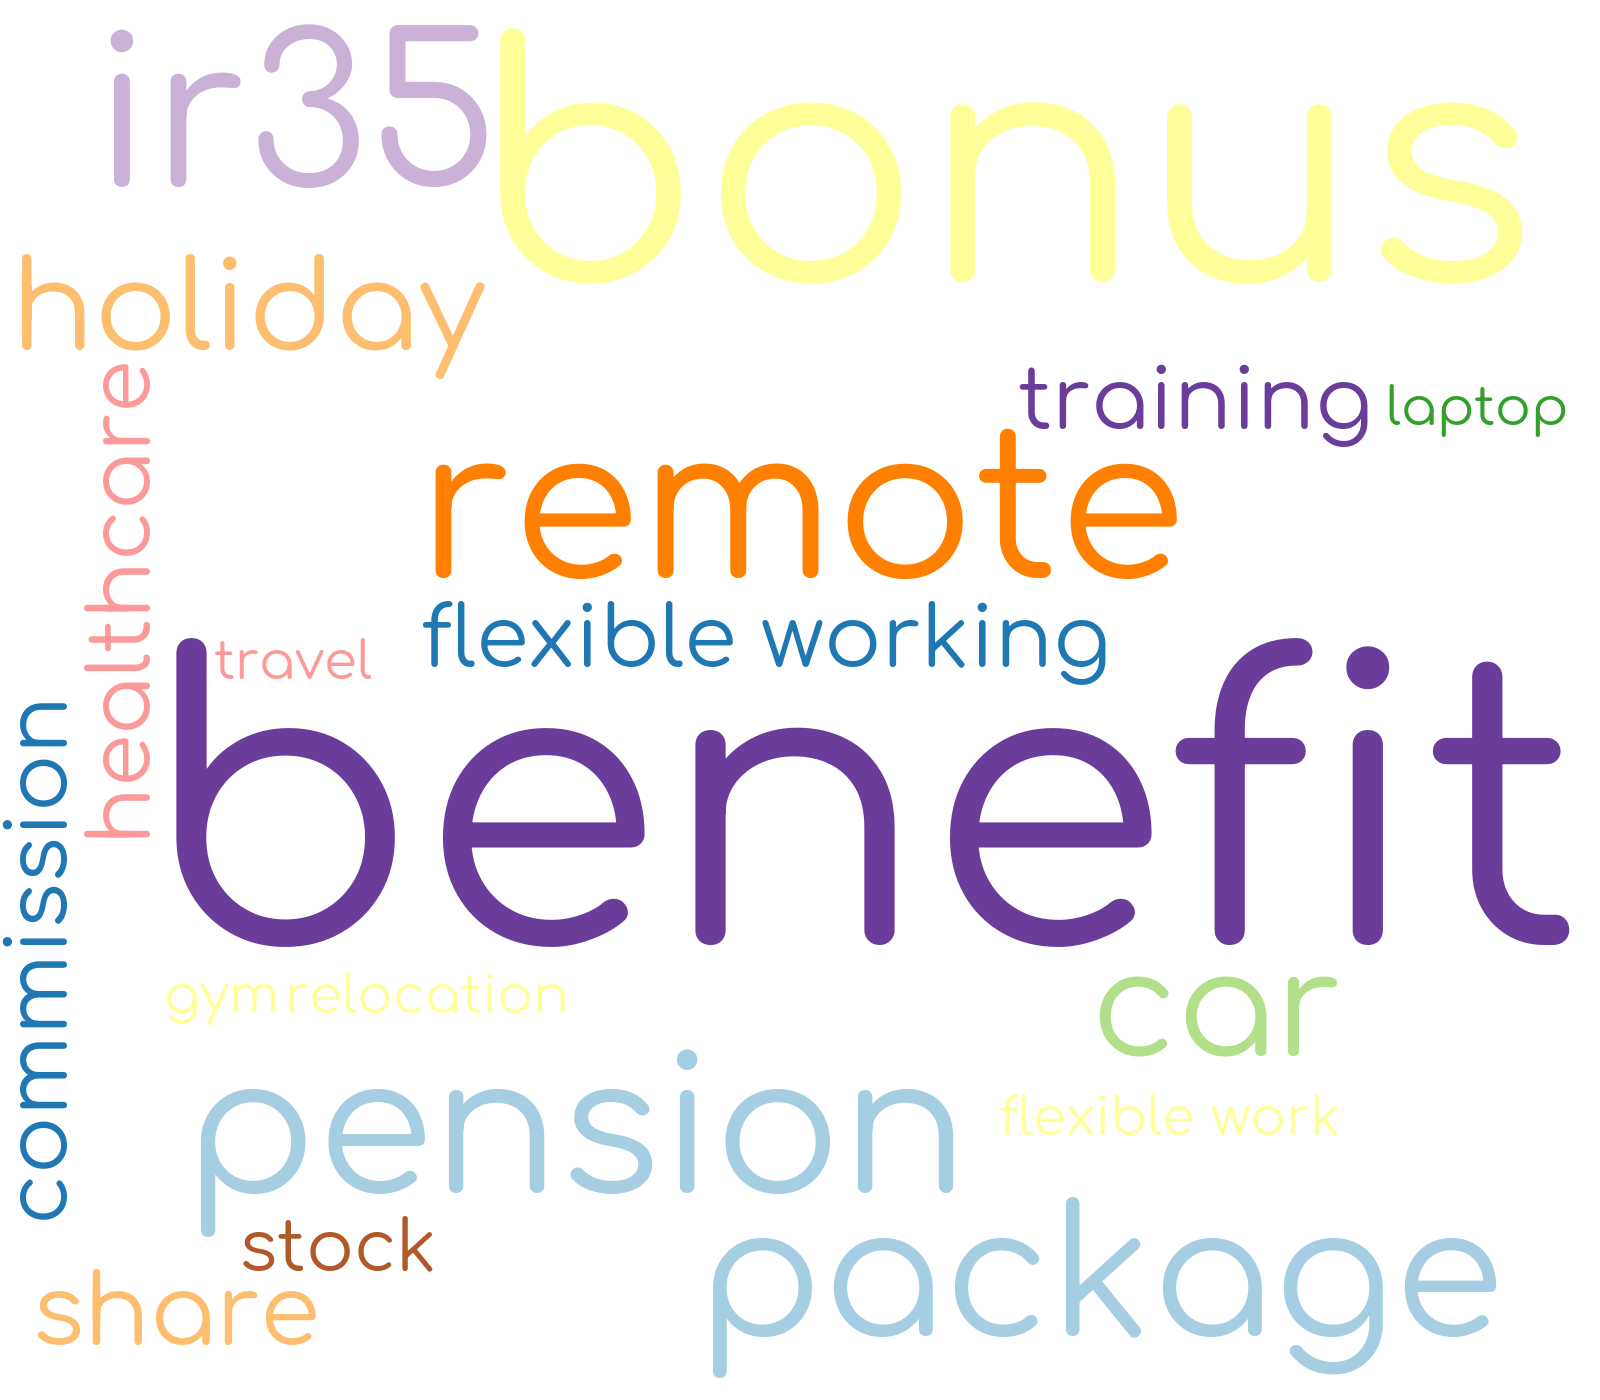 ir35
bonus
holiday
healthcare
training
laptop
remote
flexible working
travel
benefit
commission
gym
relocation
car
pension
flexible work
stock
package
share